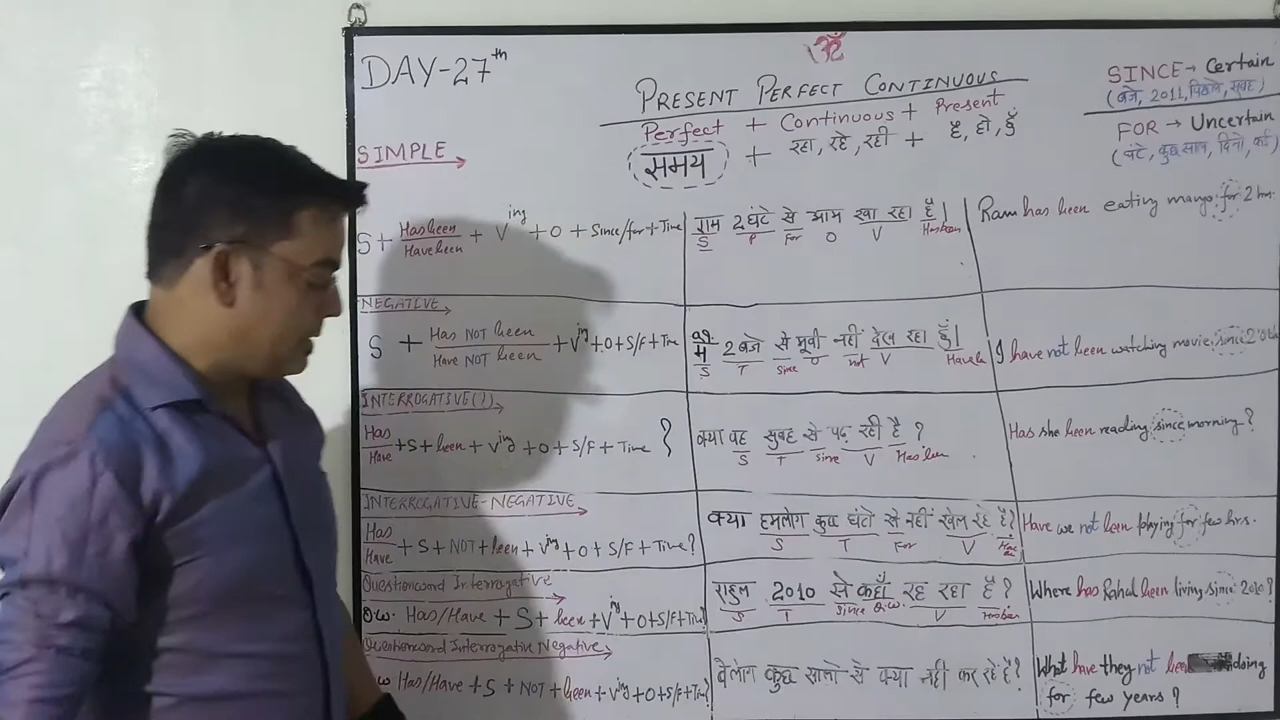 DAY-27th
ॐ
PRESENT PERFECT CONTINUOUS
Perfect + Continuous + Present
समय + रहा, रहे, रही + है, हो, हूँ
SINCE → Certain
(बजे, 2011, पिछले, सुबह)
FOR → Uncertain
(घंटे, कुछ साल, दिनो, कई)
SIMPLE
S + Has been / Have been + Ving + O + Since/for + Time
राम 2 घंटे से आम खा रहा है।
S P For O V Has been
Ram has been eating mango for 2 hrs.
NEGATIVE
S + Has NOT been / Have NOT been + Ving + O + S/F + Time
मैं 2 बजे से मूवी नहीं देख रहा हूँ।
S T Since O not V
I have not been watching movie since 2
INTERROGATIVE(?)
Has / Have + S + been + Ving + O + S/F + Time ?
क्या वह सुबह से पढ़ रही है ?
S T Since V Has been
Has she been reading since morning?
INTERROGATIVE-NEGATIVE
Has / Have + S + NOT + been + Ving + O + S/F + Time?
क्या हमलोग कुछ घंटो से नहीं खेल रहे है?
S T For V
Have we not been playing for few hrs.
Questionword Interrogative
Q.w. Has/Have + S + been + Ving + O + S/F + Time?
राहुल 2010 से कहाँ रह रहा है ?
S T Since Q.w. V Has been
Where has Rahul been living since 2010?
Questionword Interrogative Negative
Has/Have + S + NOT + been + Ving + O + S/F + Time?
वे लोग कुछ सालो से क्या नही कर रहे है?
What have they not been doing
for few years ?